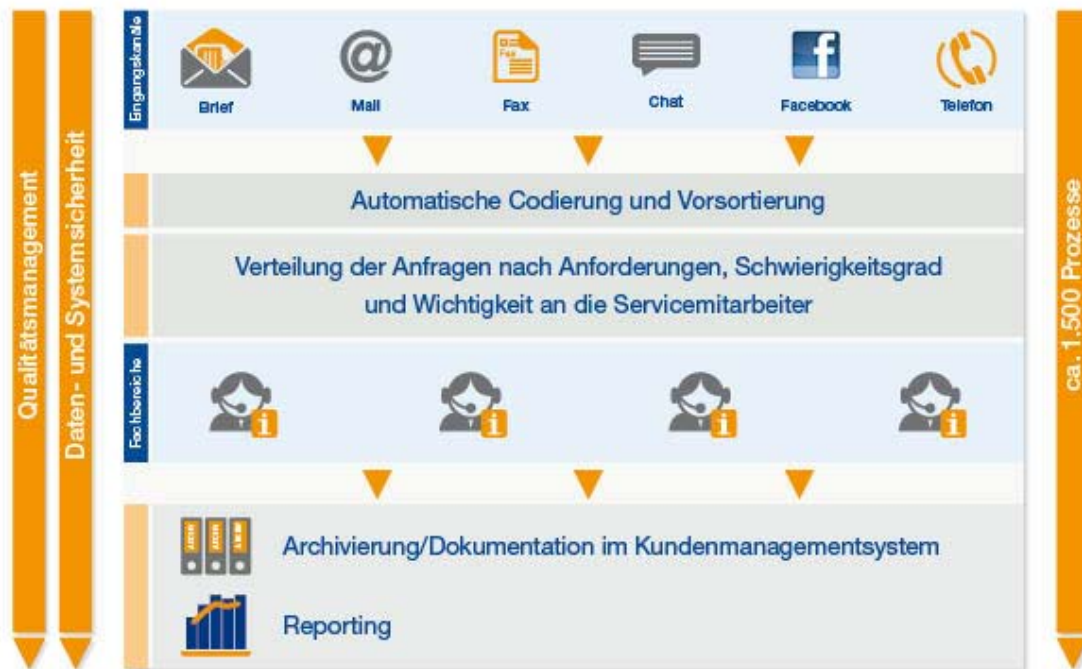 Qualitätsmanagement
Daten- und Systemsicherheit
Eingangskanäle
Brief
Mail
Fax
Fax
Chat
Facebook
Telefon
Automatische Codierung und Vorsortierung
Verteilung der Anfragen nach Anforderungen, Schwierigkeitsgrad
und Wichtigkeit an die Servicemitarbeiter
Fachbereiche
Archivierung/Dokumentation im Kundenmanagementsystem
Reporting
ca. 1.500 Prozesse